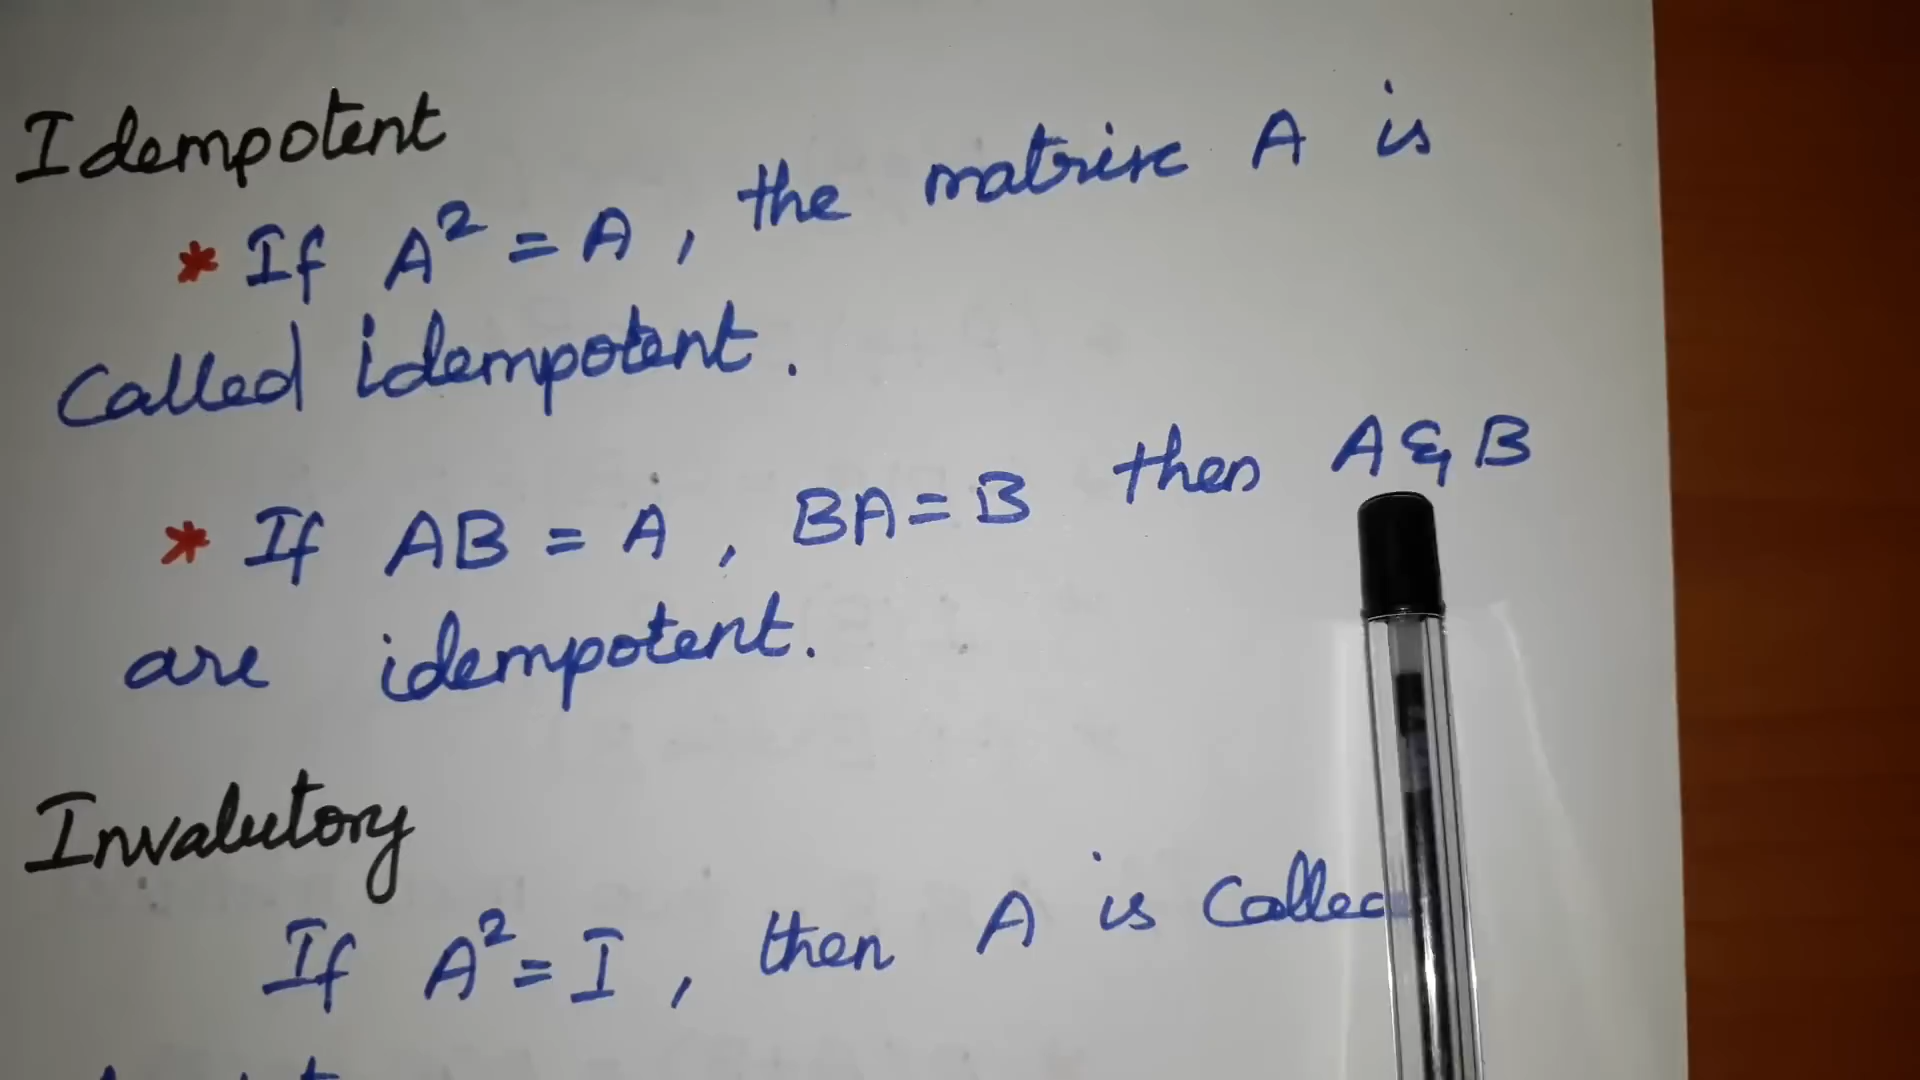 Idempotent
* If A² = A, the matrix A is
Called idempotent.
* If AB = A, BA = B then A & B
are idempotent.
Invalutory
If A² = I, then A is Called